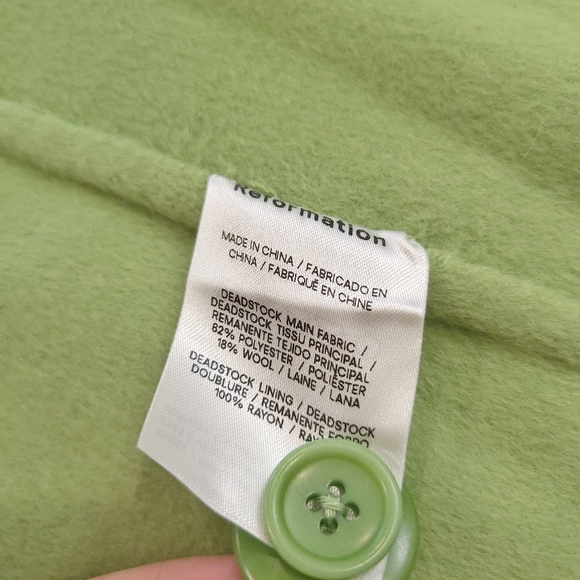 Reformation
MADE IN CHINA / FABRICADO EN
CHINA / FABRIQUÉ EN CHINE
DEADSTOCK MAIN FABRIC /
DEADSTOCK TISSU PRINCIPAL /
REMANENTE TEJIDO PRINCIPAL
82% POLYESTER / POLIÉSTER
18% WOOL / LAINE / LANA
DEADSTOCK LINING / DEADSTOCK
DOUBLURE / REMANENTE FORRO
100% RAYON /